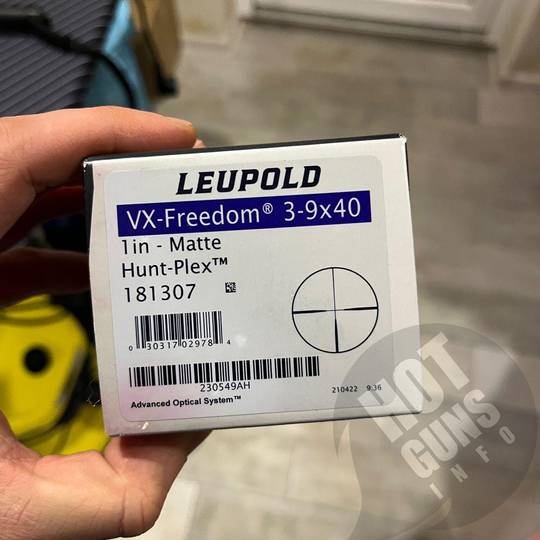 LEUPOLD
VX-Freedom® 3-9x40
1in - Matte
Hunt-Plex™
181307
0 30317 02978 4
230549AH
210422 9:36
Advanced Optical System™
HOT
GUNS
INFO